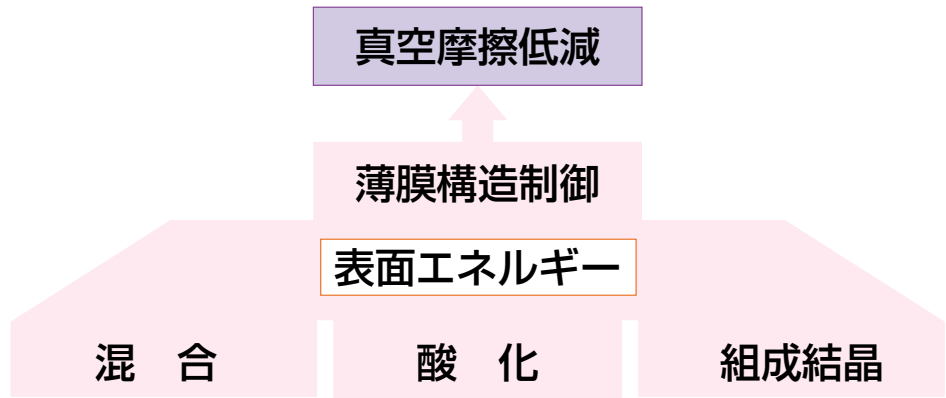 真空摩擦低減
薄膜構造制御
表面エネルギー
混　合
酸　化
組成結晶